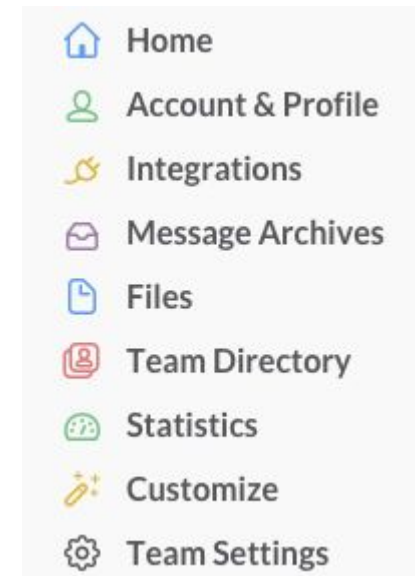 Home
Account & Profile
Integrations
Message Archives
Files
Team Directory
Statistics
Customize
Team Settings